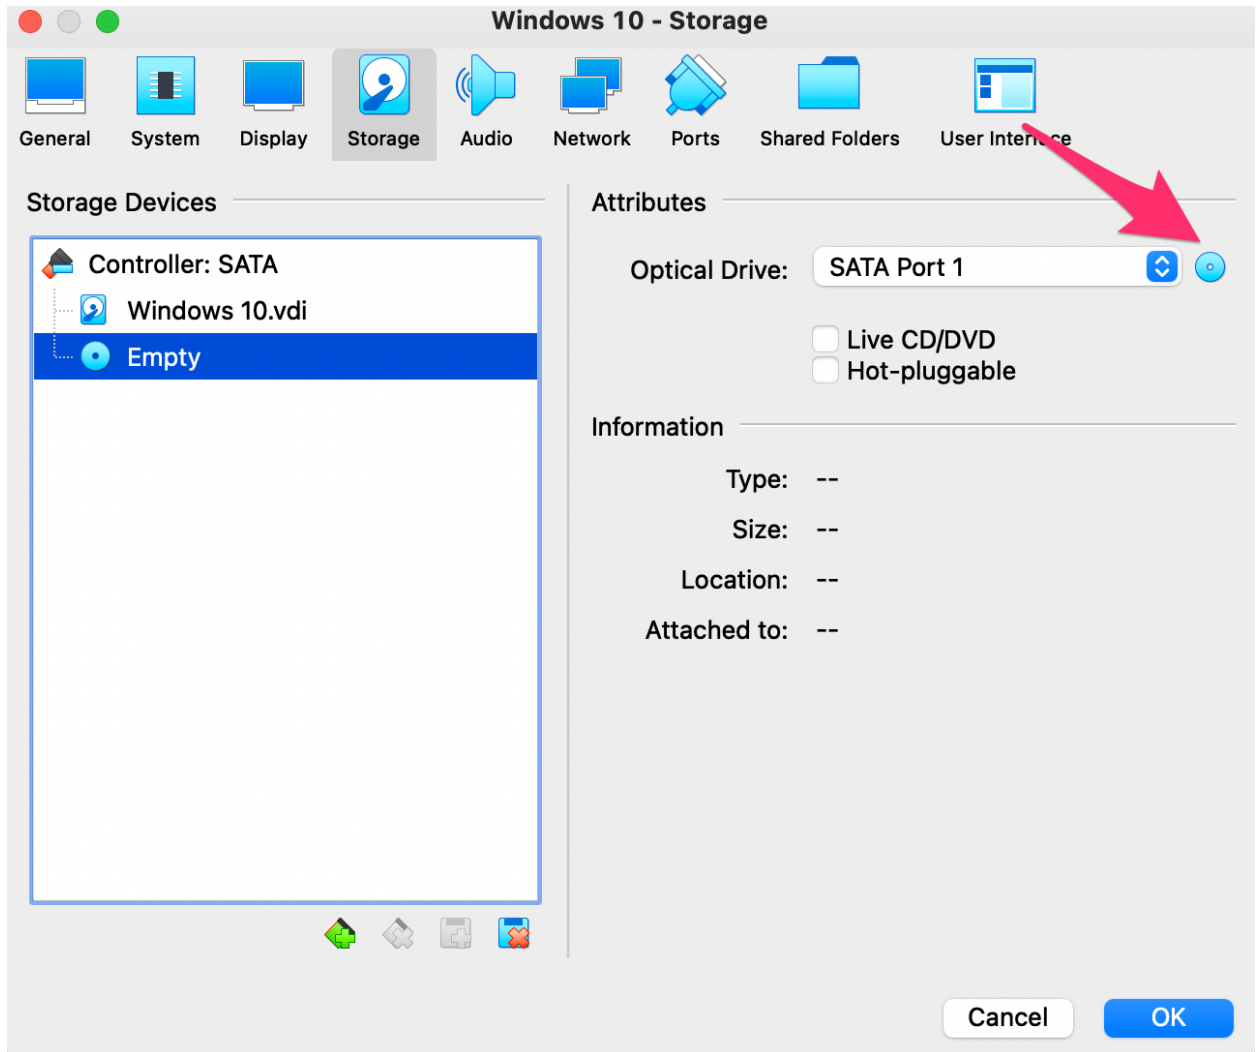 Windows 10 - Storage
General System Display Storage Audio Network Ports Shared Folders User Interface
Storage Devices
Controller: SATA
Windows 10.vdi
Empty
Attributes
Optical Drive: SATA Port 1
Live CD/DVD
Hot-pluggable
Information
Type: --
Size: --
Location: --
Attached to: --
Cancel OK